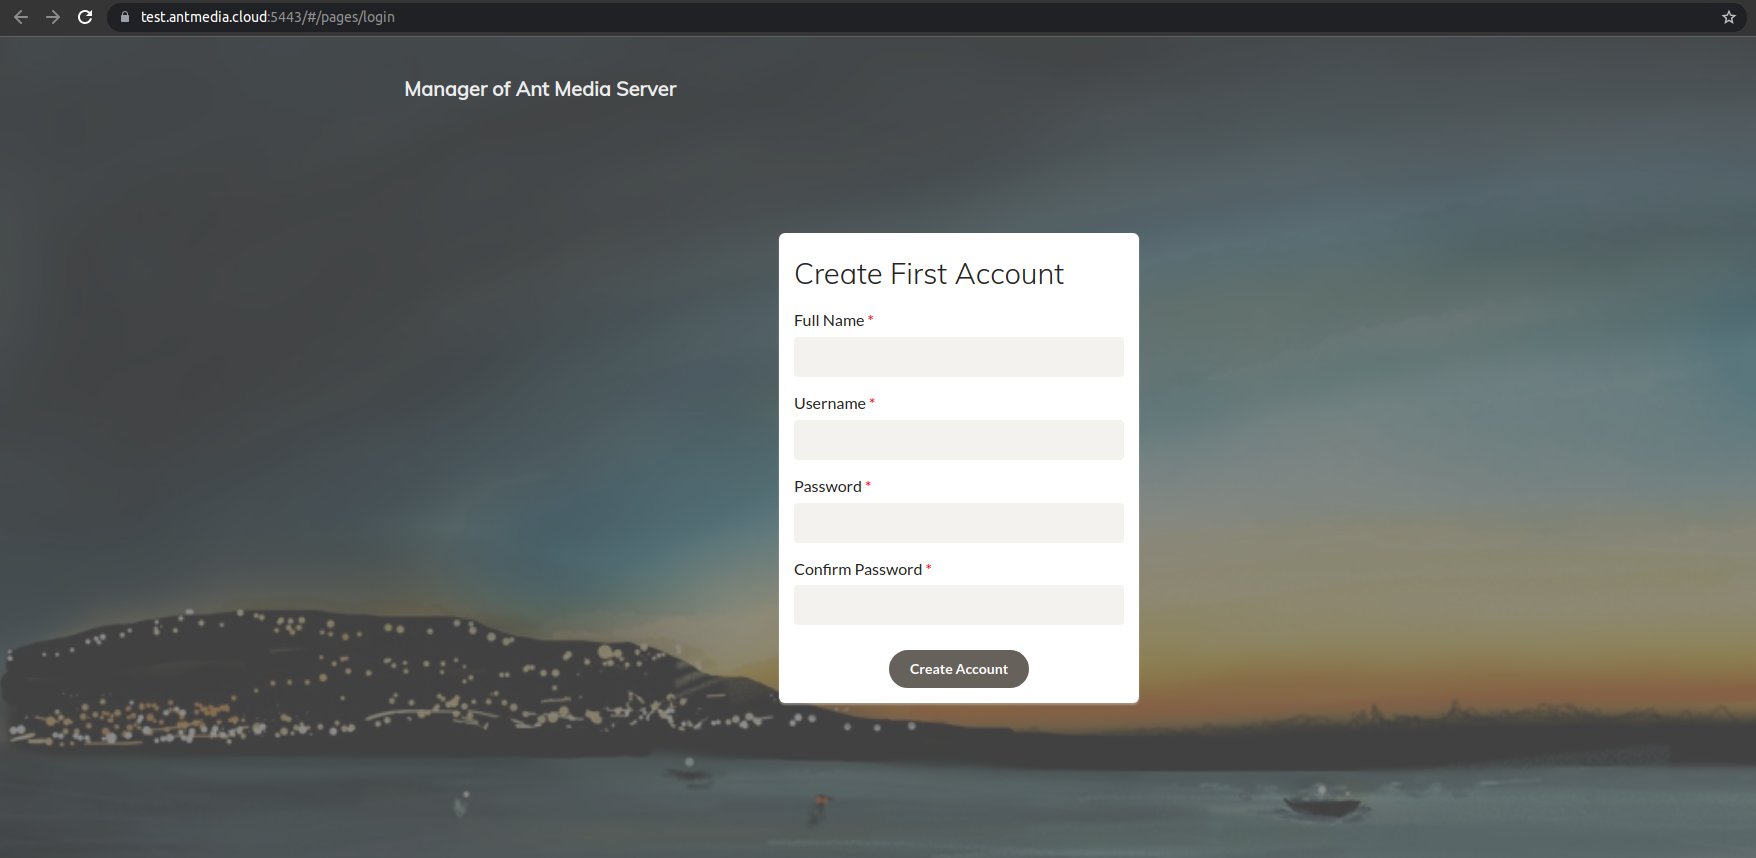 test.antmedia.cloud:5443/#/pages/login
Manager of Ant Media Server
Create First Account
Full Name *
Username *
Password *
Confirm Password *
Create Account